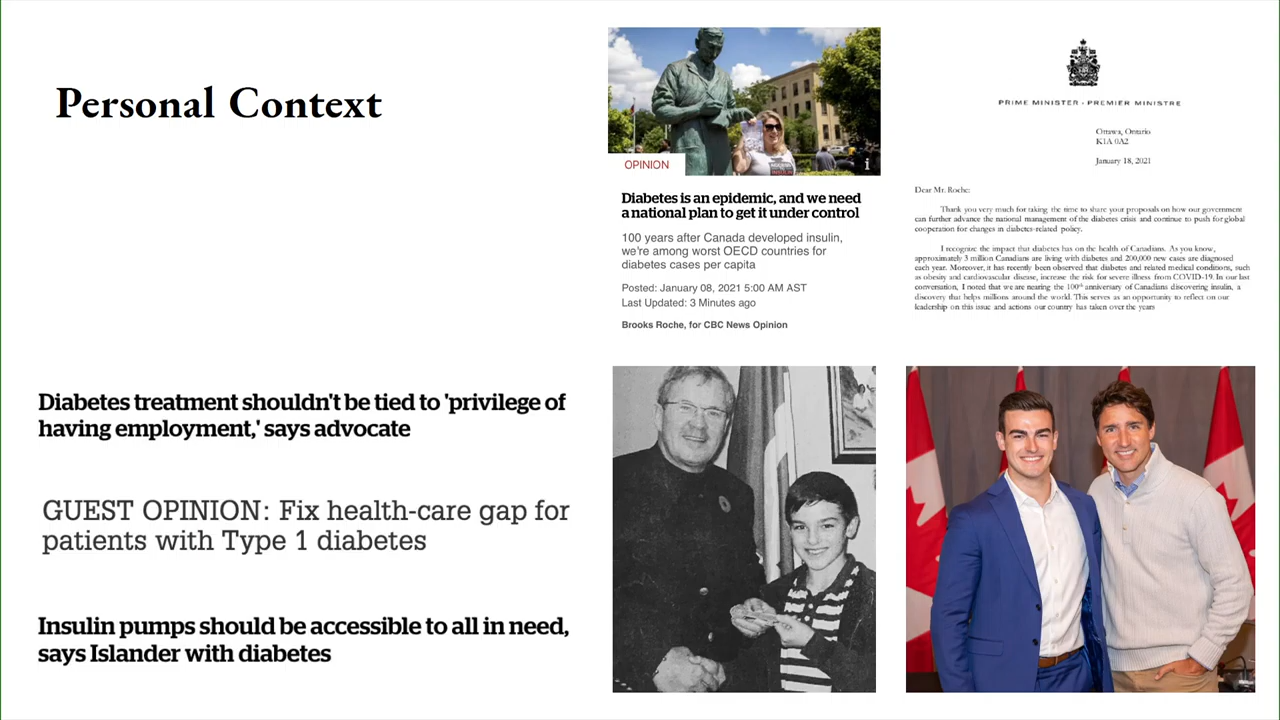 Personal Context
Diabetes treatment shouldn't be tied to 'privilege of
having employment,' says advocate
GUEST OPINION: Fix health-care gap for
patients with Type 1 diabetes
Insulin pumps should be accessible to all in need,
says Islander with diabetes
OPINION
i
Diabetes is an epidemic, and we need
a national plan to get it under control
100 years after Canada developed insulin,
we're among worst OECD countries for
diabetes cases per capita
Posted: January 08, 2021 5:00 AM AST
Last Updated: 3 Minutes ago
Brooks Roche, for CBC News Opinion
PRIME MINISTER · PREMIER MINISTRE
Ottawa, Ontario
K1A 0A2
January 18, 2021
Dear Mr. Roche:
Thank you very much for taking the time to share your proposals on how our government
can further advance the national management of the diabetes crisis and continue to push for global
cooperation for changes in diabetes-related policy.
I recognize the impact that diabetes has on the health of Canadians. As you know,
approximately 3 million Canadians are living with diabetes and 200,000 new cases are diagnosed
each year. Moreover, it has recently been observed that diabetes and related medical conditions, such
as obesity and cardiovascular disease, increase the risk for severe illness from COVID-19. In our last
conversation, I noted that we are nearing the 100th anniversary of Canadians discovering insulin, a
discovery that helps millions around the world. This serves as an opportunity to reflect on our
leadership on this issue and actions our country has taken over the years